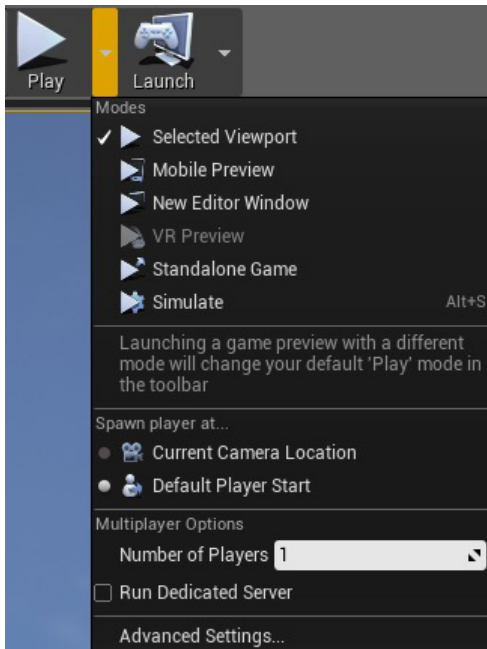 Play
Launch
Modes
Selected Viewport
Mobile Preview
New Editor Window
VR Preview
Standalone Game
Simulate Alt+S
Launching a game preview with a different
mode will change your default 'Play' mode in
the toolbar
Spawn player at...
Current Camera Location
Default Player Start
Multiplayer Options
Number of Players 1
Run Dedicated Server
Advanced Settings...